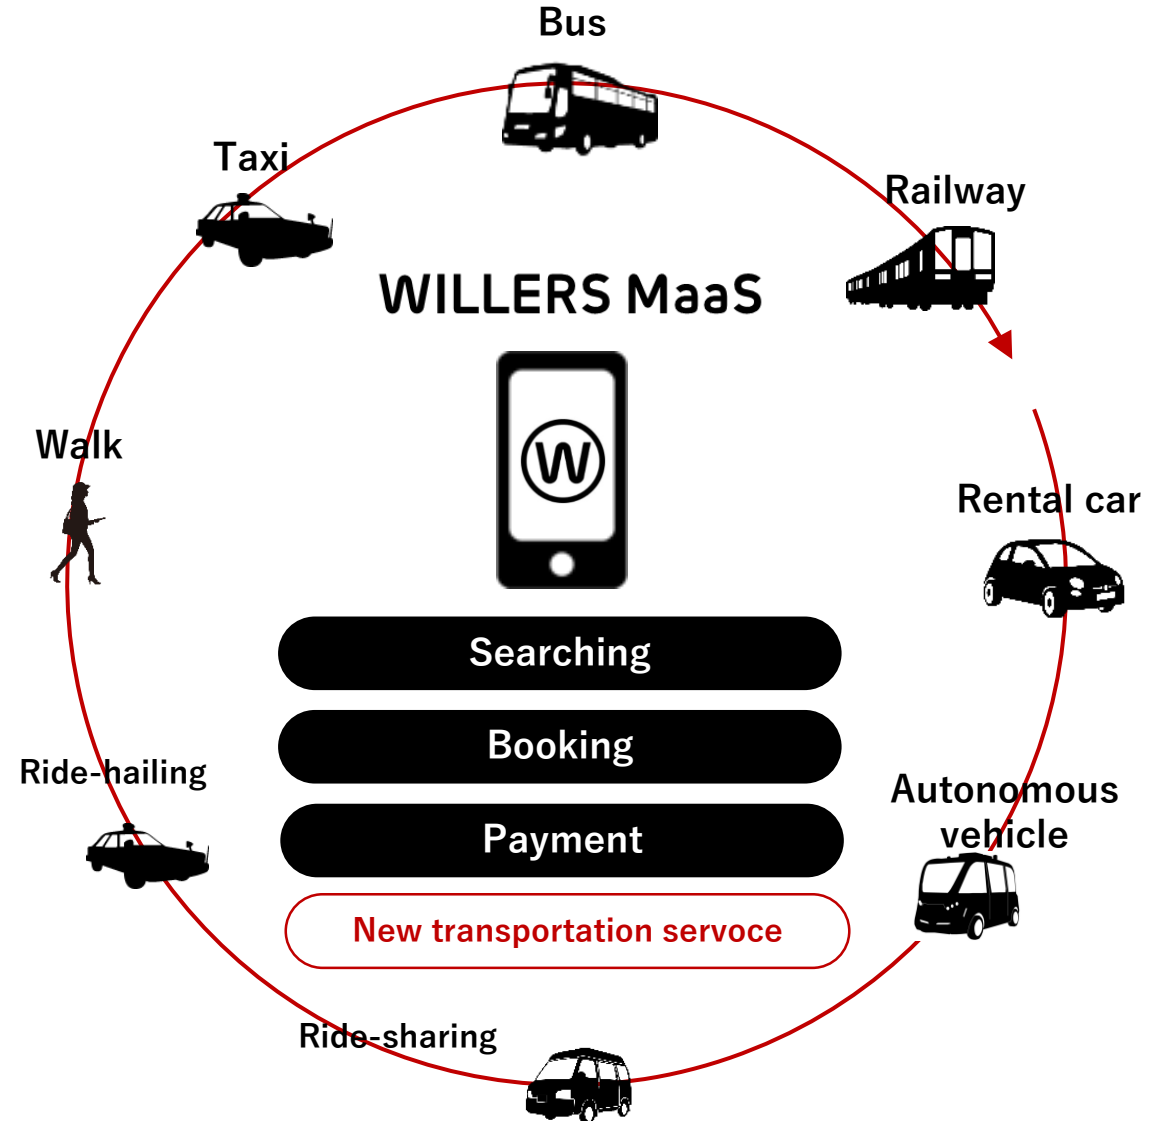 Bus
Taxi
Railway
WILLERS MaaS
W
Walk
Rental car
Searching
Booking
Ride-hailing
Autonomous
vehicle
Payment
New transportation servoce
Ride-sharing